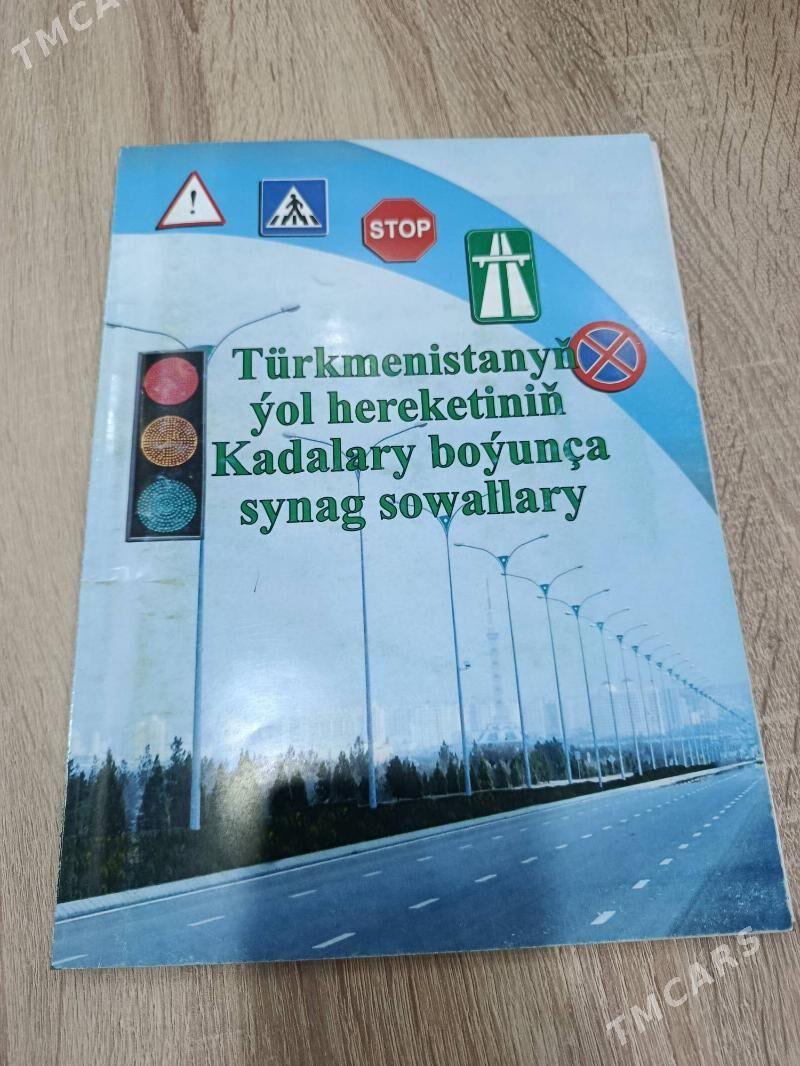 TMCARS
STOP
Türkmenistanyň
ýol hereketiniň
Kadalary boýunça
synag sowallary
TMCARS